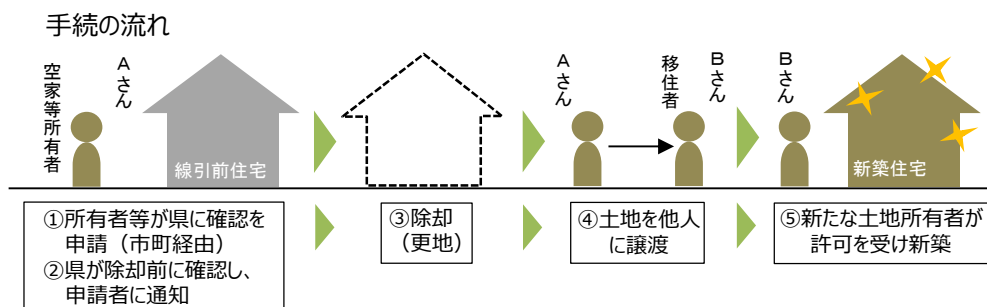 手続の流れ
空家等所有者
Aさん
線引前住宅
Aさん
移住者
Bさん
Bさん
新築住宅
①所有者等が県に確認を
申請（市町経由）
②県が除却前に確認し、
申請者に通知
③除却
（更地）
④土地を他人
に譲渡
⑤新たな土地所有者が
許可を受け新築